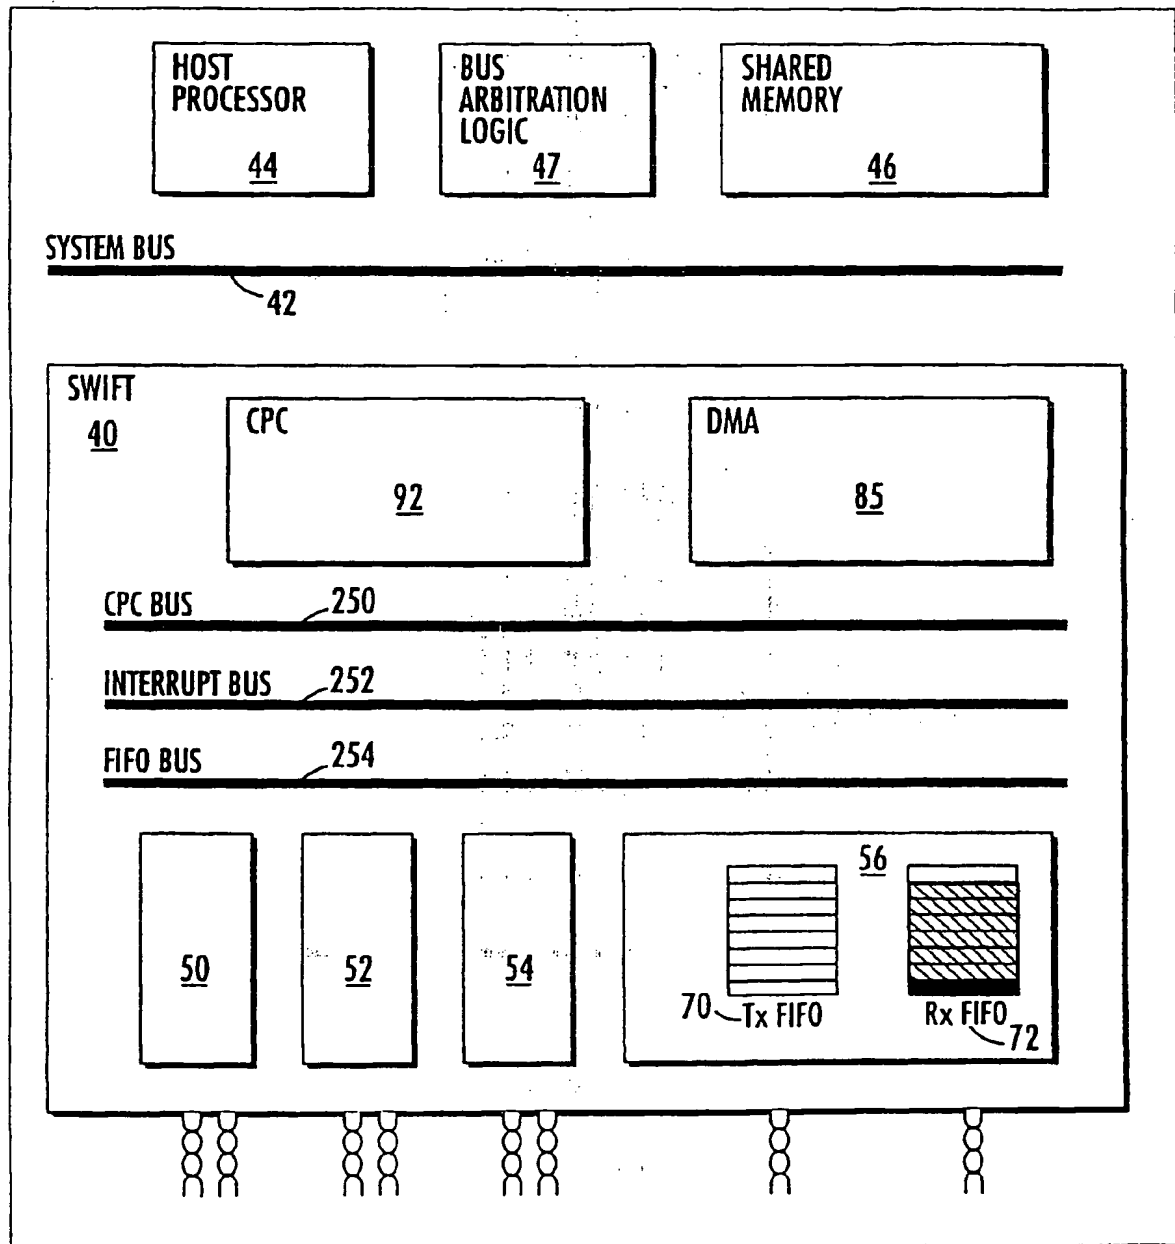 HOST
PROCESSOR
44
BUS
ARBITRATION
LOGIC
47
SHARED
MEMORY
46
SYSTEM BUS
42
SWIFT
40
CPC
92
DMA
85
CPC BUS
250
INTERRUPT BUS
252
FIFO BUS
254
50
52
54
56
70
Tx FIFO
Rx FIFO
72